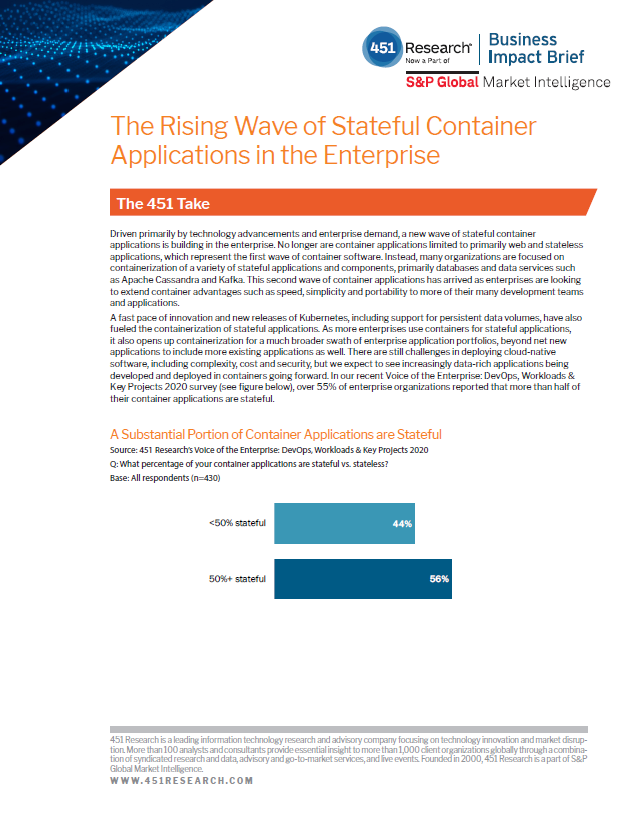 451 Research®
Now a Part of
S&P Global Market Intelligence
Business
Impact Brief
The Rising Wave of Stateful Container
Applications in the Enterprise
The 451 Take
Driven primarily by technology advancements and enterprise demand, a new wave of stateful container
applications is building in the enterprise. No longer are container applications limited to primarily web and stateless
applications, which represent the first wave of container software. Instead, many organizations are focused on
containerization of a variety of stateful applications and components, primarily databases and data services such
as Apache Cassandra and Kafka. This second wave of container applications has arrived as enterprises are looking
to extend container advantages such as speed, simplicity and portability to more of their many development teams
and applications.
A fast pace of innovation and new releases of Kubernetes, including support for persistent data volumes, have also
fueled the containerization of stateful applications. As more enterprises use containers for stateful applications,
it also opens up containerization for a much broader swath of enterprise application portfolios, beyond net new
applications to include more existing applications as well. There are still challenges in deploying cloud-native
software, including complexity, cost and security, but we expect to see increasingly data-rich applications being
developed and deployed in containers going forward. In our recent Voice of the Enterprise: DevOps, Workloads &
Key Projects 2020 survey (see figure below), over 55% of enterprise organizations reported that more than half of
their container applications are stateful.
A Substantial Portion of Container Applications are Stateful
Source: 451 Research's Voice of the Enterprise: DevOps, Workloads & Key Projects 2020
Q: What percentage of your container applications are stateful vs. stateless?
Base: All respondents (n=430)
<50% stateful 44%
50%+ stateful 56%
451 Research is a leading information technology research and advisory company focusing on technology innovation and market disrup-
tion. More than 100 analysts and consultants provide essential insight to more than 1,000 client organizations globally through a combina-
tion of syndicated research and data, advisory and go-to-market services, and live events. Founded in 2000, 451 Research is a part of S&P
Global Market Intelligence.
WWW.451RESEARCH.COM